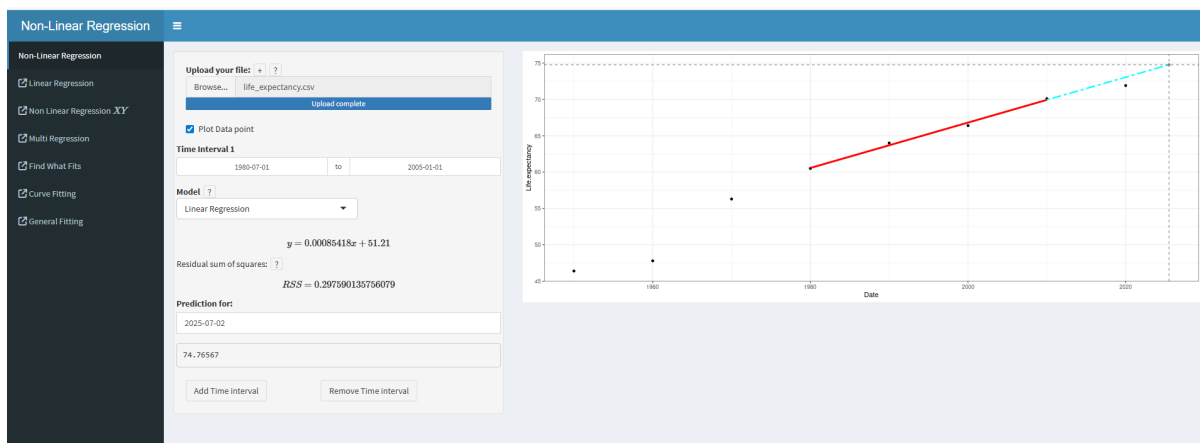 Non-Linear Regression
Non-Linear Regression
Linear Regression
Non Linear Regression XY
Multi Regression
Find What Fits
Curve Fitting
General Fitting
Upload your file: + ?
Browse... life_expectancy.csv
Upload complete
Plot Data point
Time Interval 1
1980-07-01 to 2005-01-01
Model ?
Linear Regression
y = 0.00085418x + 51.21
Residual sum of squares: ?
RSS = 0.297590135756079
Prediction for:
2025-07-02
74.76567
Add Time interval Remove Time interval
75
70
65
60
55
50
45
Life.expectancy
1960 1980 2000 2020
Date